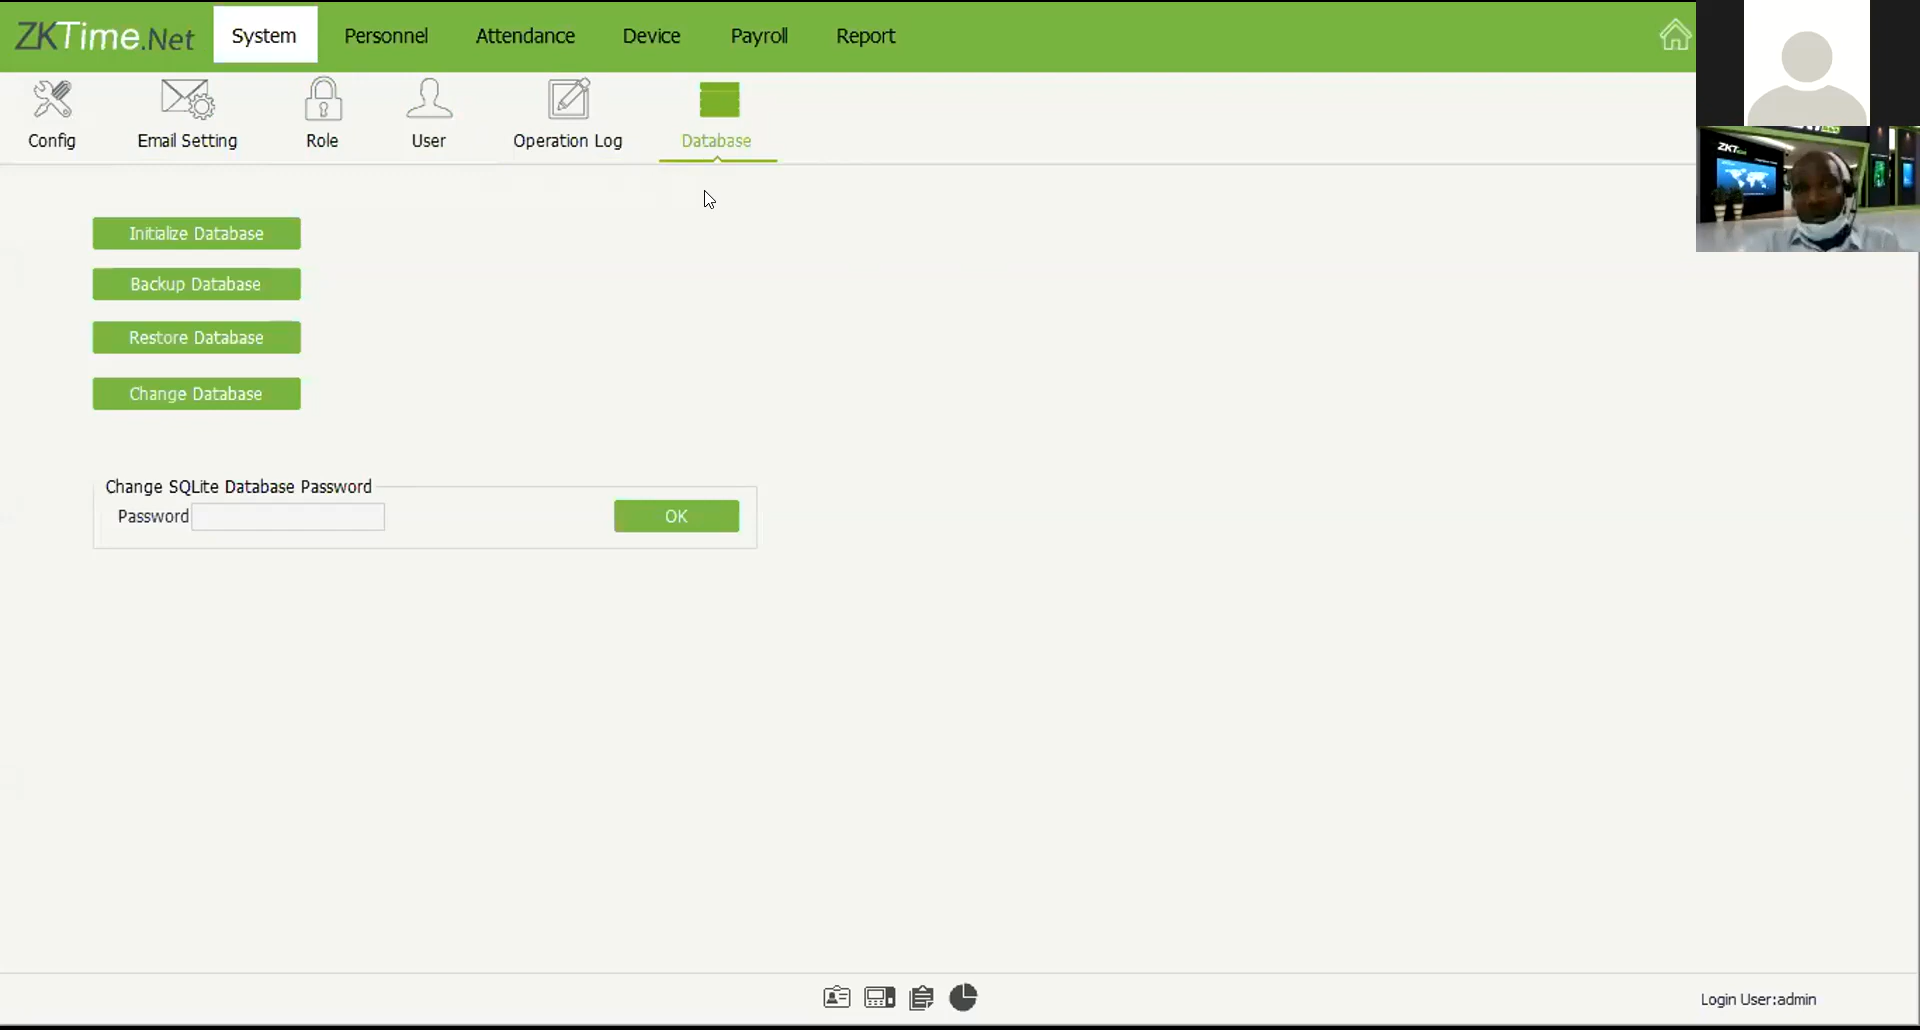 ZKTime.Net
System
Personnel
Attendance
Device
Payroll
Report
Config
Email Setting
Role
User
Operation Log
Database
Initialize Database
Backup Database
Restore Database
Change Database
Change SQLite Database Password
Password
OK
Login User:admin